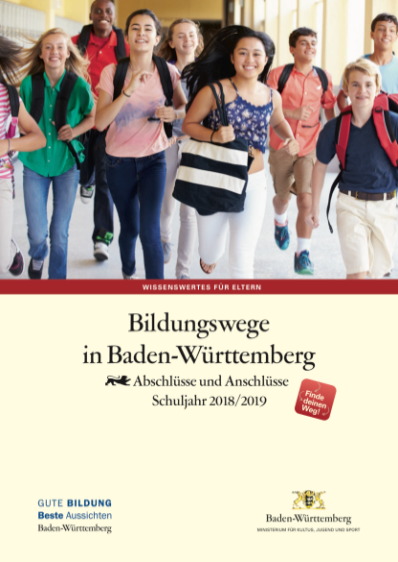 WISSENSWERTES FÜR ELTERN
Bildungswege
in Baden-Württemberg
Abschlüsse und Anschlüsse
Schuljahr 2018/2019
Finde
deinen
Weg!
GUTE BILDUNG
Beste Aussichten
Baden-Württemberg
Baden-Württemberg
MINISTERIUM FÜR KULTUS, JUGEND UND SPORT